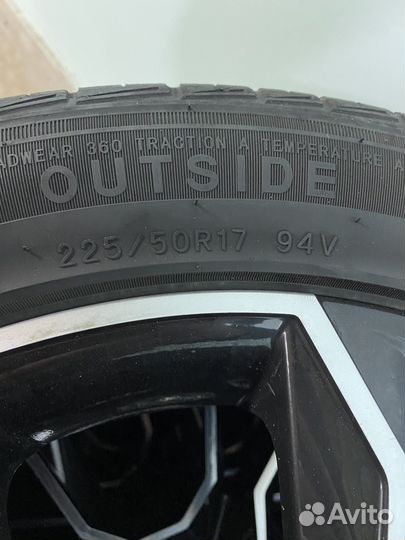 ADWEAR 360 TRACTION A TEMPERATURE A
OUTSIDE
225/50R17 94V
Avito